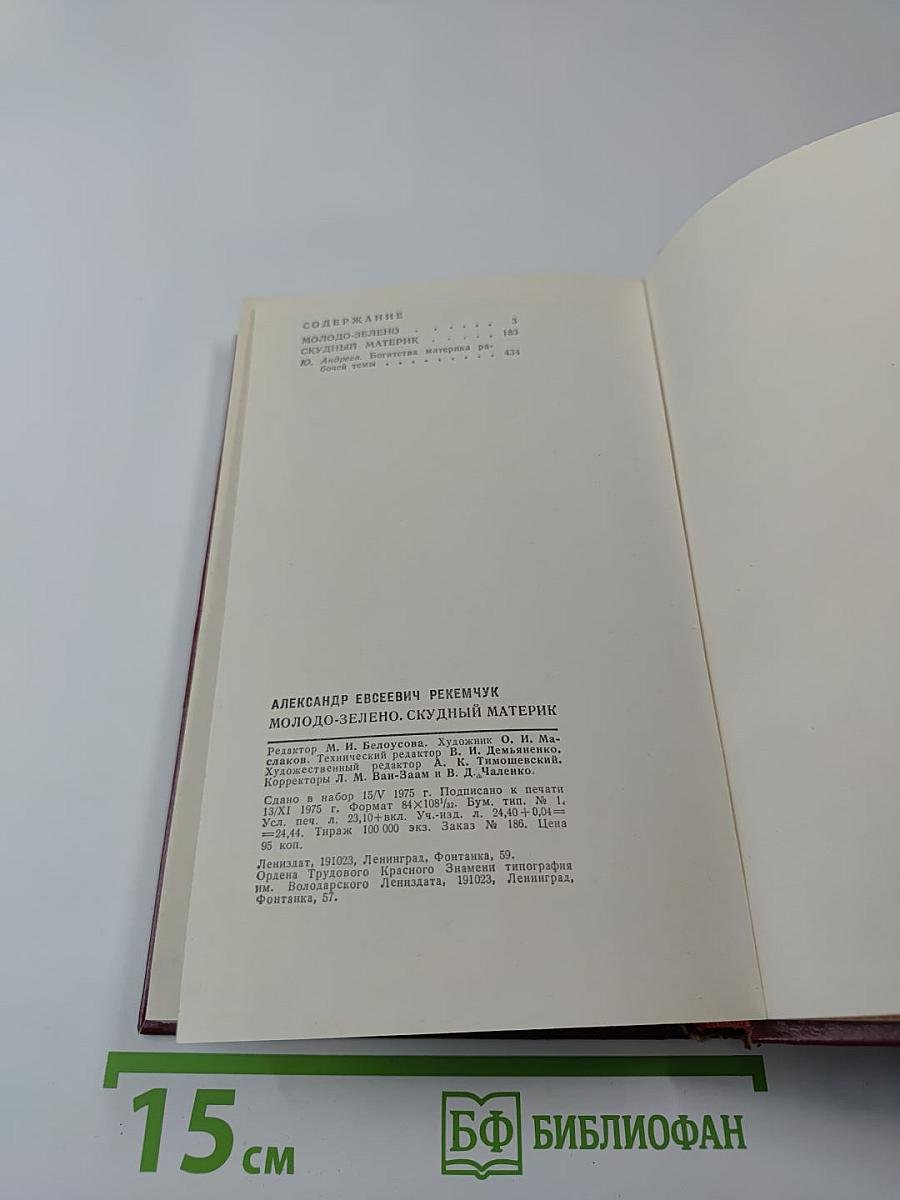 СОДЕРЖАНИЕ
МОЛОДО-ЗЕЛЕНО . . . . . . 3
СКУДНЫЙ МАТЕРИК . . . . . 183
Ю. Андреев. Богатства материка ра-
бочей темы . . . . . . . . . 434
АЛЕКСАНДР ЕВСЕЕВИЧ РЕКЕМЧУК
МОЛОДО-ЗЕЛЕНО. СКУДНЫЙ МАТЕРИК
Редактор М. И. Белоусова. Художник О. И. Ма-
слаков. Технический редактор В. И. Демьяненко.
Художественный редактор А. К. Тимошевский.
Корректоры Л. М. Ван-Заам и В. Д. Чаленко.
Сдано в набор 15/V 1975 г. Подписано к печати
13/XI 1975 г. Формат 84×108¹/₃₂. Бум. тип. № 1.
Усл. печ. л. 23,10+вкл. Уч.-изд. л. 24,40+0,04=
=24,44. Тираж 100 000 экз. Заказ № 186. Цена
95 коп.
Лениздат, 191023, Ленинград, Фонтанка, 59.
Ордена Трудового Красного Знамени типография
им. Володарского Лениздата, 191023, Ленинград,
Фонтанка, 57.
15 см
БФ БИБЛИОФАН